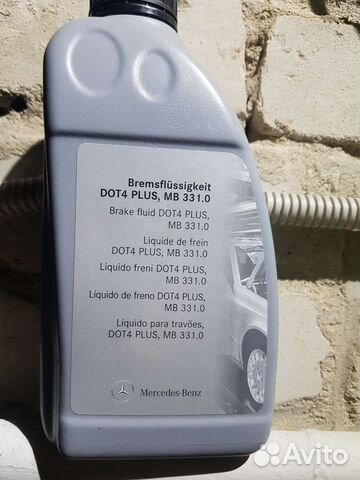 Bremsflüssigkeit
DOT4 PLUS, MB 331.0
Brake fluid DOT4 PLUS,
MB 331.0
Liquide de frein
DOT4 PLUS, MB 331.0
Liquido freni DOT4 PLUS,
MB 331.0
Líquido de freno DOT4 PLUS,
MB 331.0
Líquido para travões,
DOT4 PLUS, MB 331.0
Mercedes-Benz
Avito